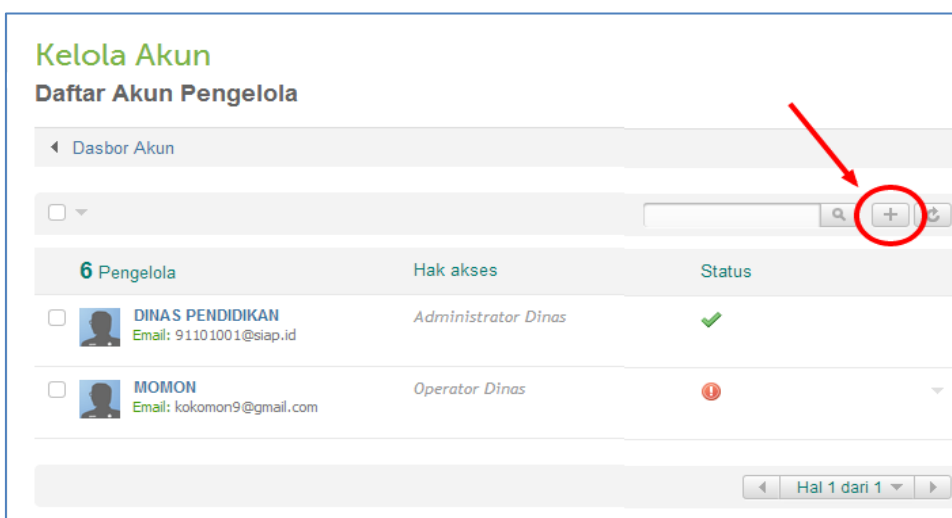 Kelola Akun
Daftar Akun Pengelola
Dasbor Akun
6 Pengelola Hak akses Status
DINAS PENDIDIKAN Administrator Dinas
Email: 91101001@siap.id
MOMON Operator Dinas
Email: kokomon9@gmail.com
Hal 1 dari 1